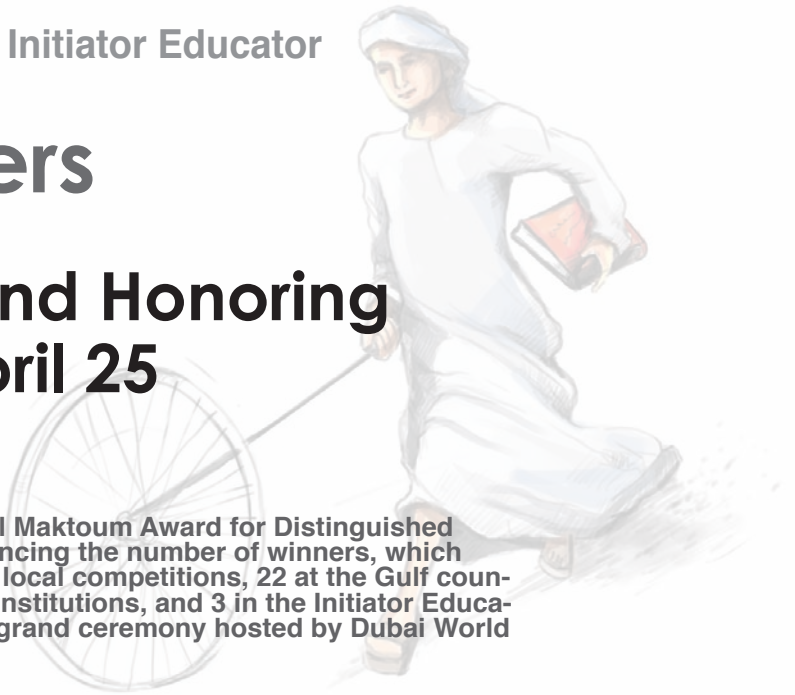 Initiator Educator
ers
nd Honoring
pril 25
l Maktoum Award for Distinguished
ncing the number of winners, which
local competitions, 22 at the Gulf coun-
nstitutions, and 3 in the Initiator Educa-
grand ceremony hosted by Dubai World